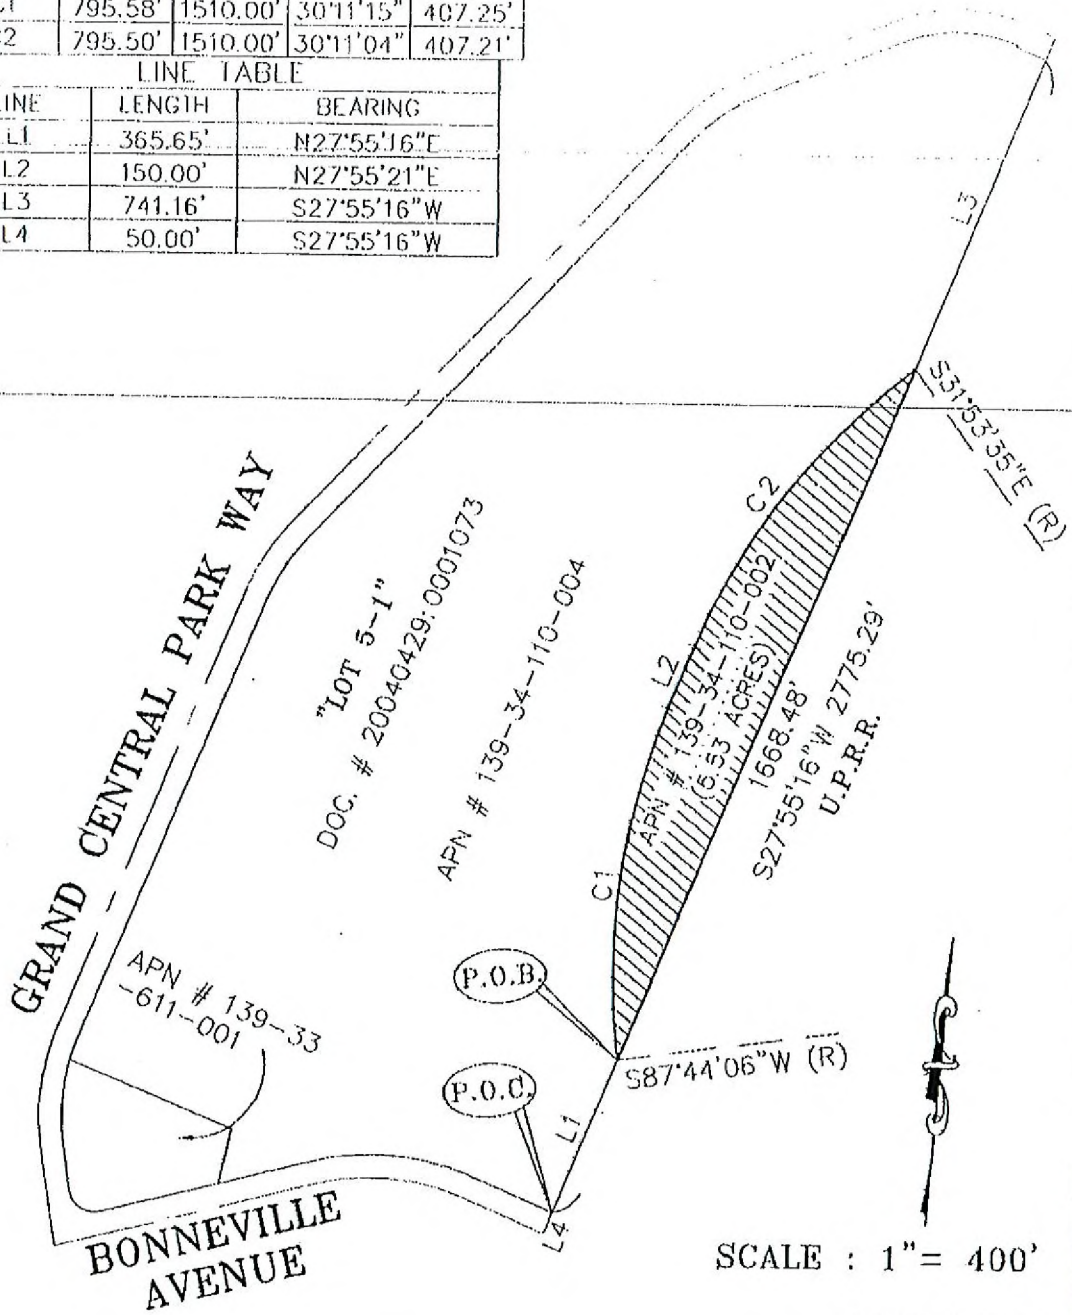 795.58' 1510.00' 30°11'15" 407.25'
2 795.50' 1510.00' 30°11'04" 407.21'
LINE TABLE
INE LENGTH BEARING
L1 365.65' N27°55'16"E
L2 150.00' N27°55'21"E
L3 741.16' S27°55'16"W
L4 50.00' S27°55'16"W
L3
S31°53'35"E (R)
GRAND CENTRAL PARK WAY
"LOT 5-1"
DOC. # 20040429:0001073
APN # 139-34-110-004
C2
L2
C1
APN # 139-34-110-002
ACRES)
1668.48'
S27°55'16"W 2775.29'
U.P.R.R.
APN # 139-33
-611-001
P.O.B.
S87°44'06"W (R)
P.O.C.
L1
L4
BONNEVILLE
AVENUE
SCALE : 1"= 400'